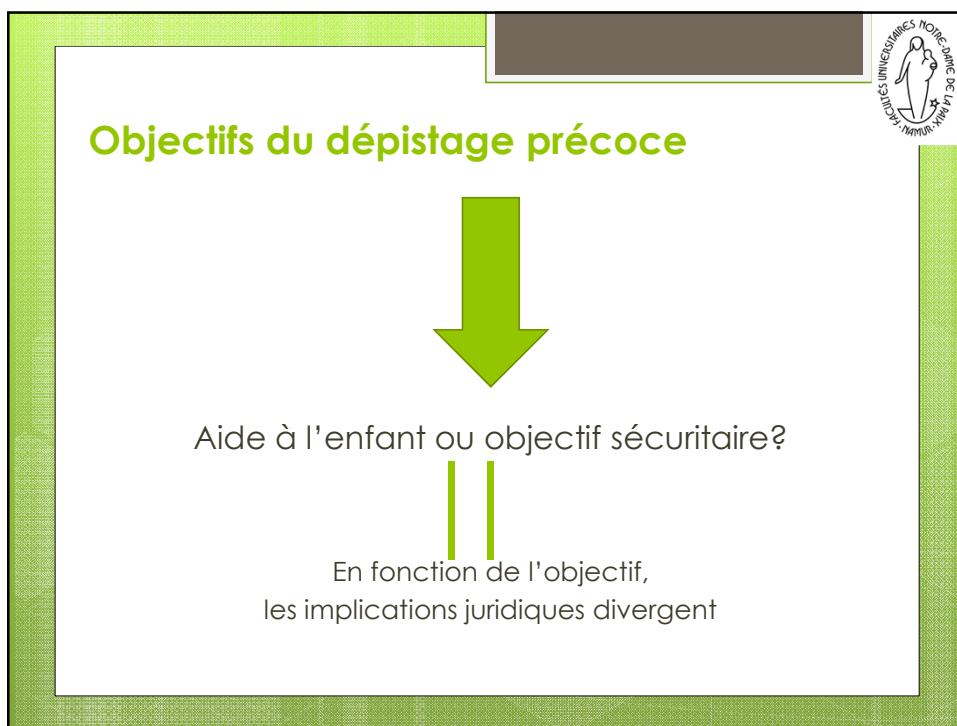 FACULTÉS UNIVERSITAIRES NOTRE-DAME DE LA PAIX · NAMUR ·
Objectifs du dépistage précoce
Aide à l'enfant ou objectif sécuritaire?
En fonction de l'objectif,
les implications juridiques divergent